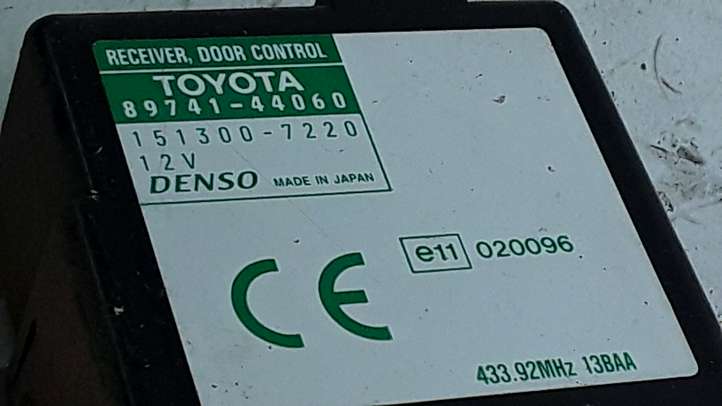 RECEIVER, DOOR CONTROL
TOYOTA
89741-44060
151300-7220
12V
DENSO MADE IN JAPAN
e11 020096
CE
433.92MHz 13BAA